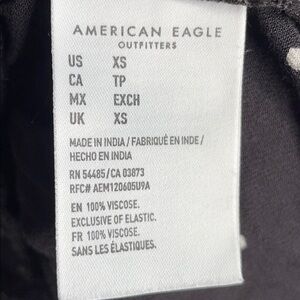 AMERICAN EAGLE
OUTFITTERS
US XS
CA TP
MX EXCH
UK XS
MADE IN INDIA / FABRIQUÉ EN INDE /
HECHO EN INDIA
RN 54485/CA 03873
RFC# AEM120605U9A
EN 100% VISCOSE.
EXCLUSIVE OF ELASTIC.
FR 100% VISCOSE.
SANS LES ÉLASTIQUES.